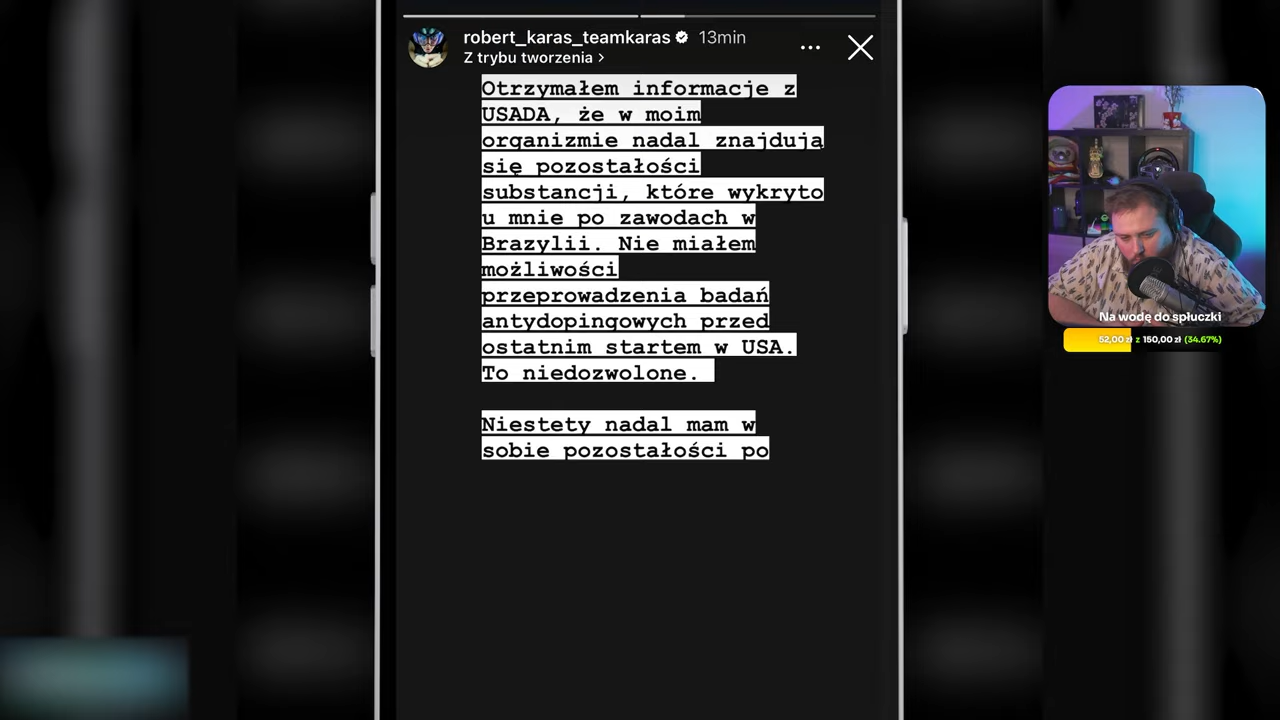 robert_karas_teamkaras 13min
Z trybu tworzenia >
Otrzymałem informacje z
USADA, że w moim
organizmie nadal znajdują
się pozostałości
substancji, które wykryto
u mnie po zawodach w
Brazylii. Nie miałem
możliwości
przeprowadzenia badań
antydopingowych przed
ostatnim startem w USA.
To niedozwolone.
Niestety nadal mam w
sobie pozostałości po
Na wodę do spłuczki
52,00 zł z 150,00 zł (34.67%)